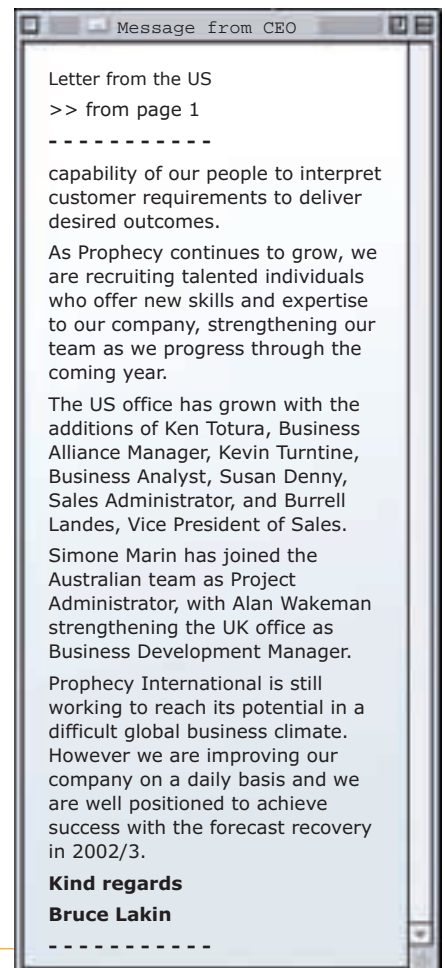 Message from CEO
Letter from the US
>> from page 1
- - - - - - - - - - -
capability of our people to interpret
customer requirements to deliver
desired outcomes.
As Prophecy continues to grow, we
are recruiting talented individuals
who offer new skills and expertise
to our company, strengthening our
team as we progress through the
coming year.
The US office has grown with the
additions of Ken Totura, Business
Alliance Manager, Kevin Turntine,
Business Analyst, Susan Denny,
Sales Administrator, and Burrell
Landes, Vice President of Sales.
Simone Marin has joined the
Australian team as Project
Administrator, with Alan Wakeman
strengthening the UK office as
Business Development Manager.
Prophecy International is still
working to reach its potential in a
difficult global business climate.
However we are improving our
company on a daily basis and we
are well positioned to achieve
success with the forecast recovery
in 2002/3.
Kind regards
Bruce Lakin
- - - - - - - - - - -